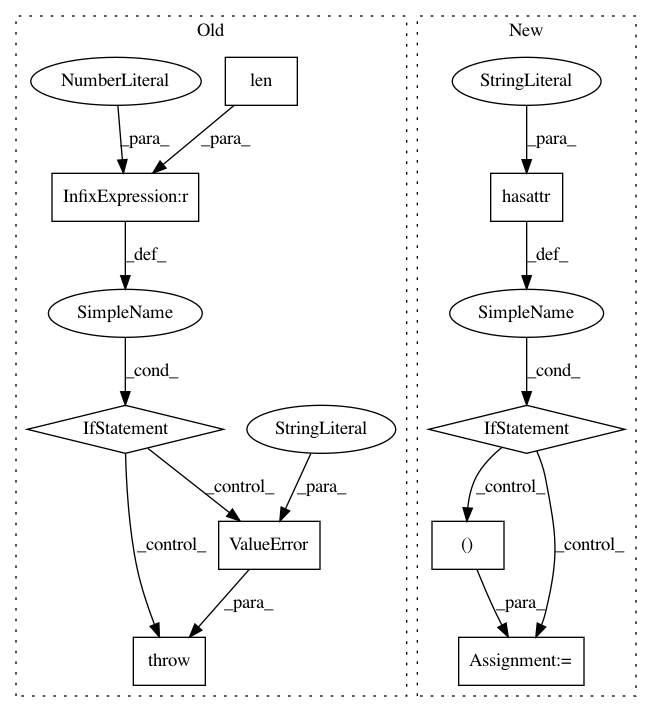 Old
New
NumberLiteral
len
StringLiteral
_para_
_para_
_para_
InfixExpression:r
hasattr
_def_
_def_
SimpleName
SimpleName
_cond_
_cond_
IfStatement
StringLiteral
IfStatement
_control_
_para_
_control_
_control_
ValueError
()
_control_
_para_
_para_
throw
Assignment:=